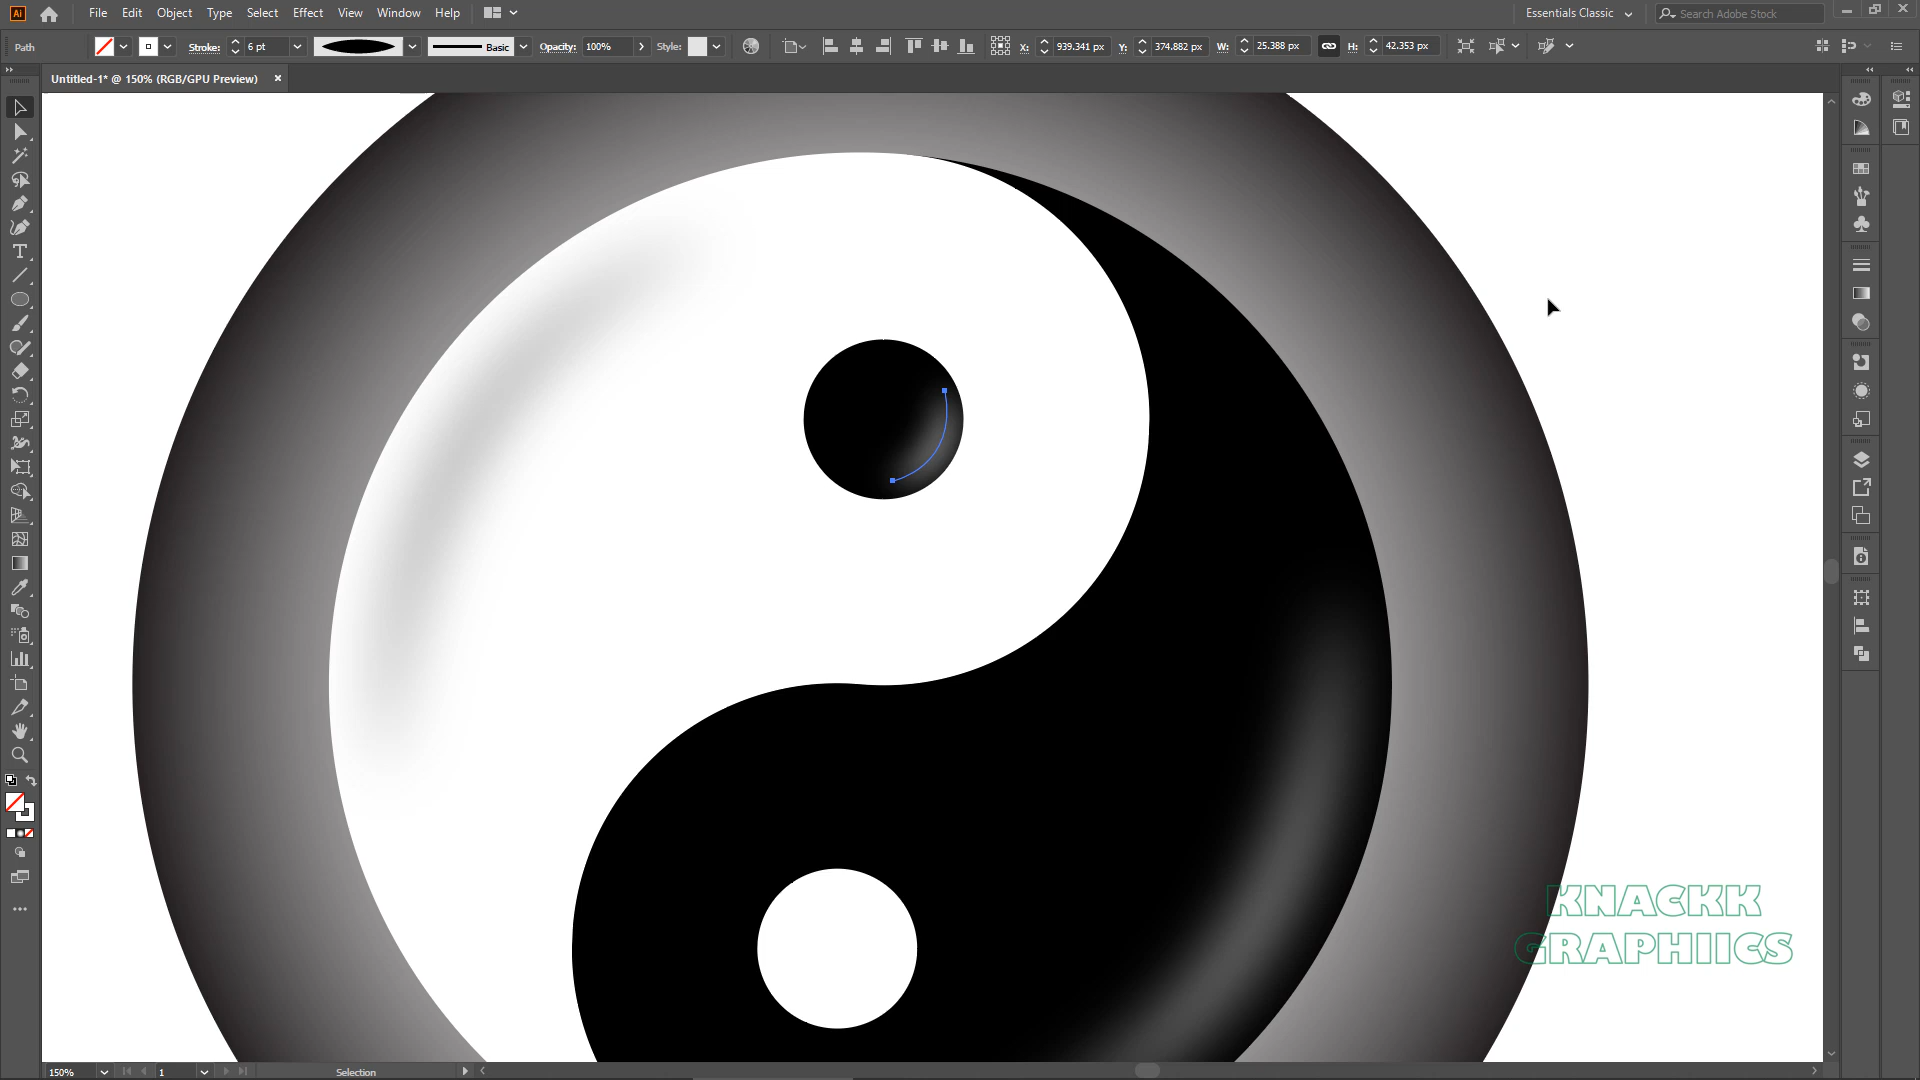 Ai File Edit Object Type Select Effect View Window Help Essentials Classic Search Adobe Stock
Path Stroke: 6 pt Basic Opacity: 100% Style: X: 939.341 px Y: 374.882 px W: 25.388 px H: 42.353 px
Untitled-1* @ 150% (RGB/GPU Preview)
KNACKK
GRAPHIICS
150% 1 Selection